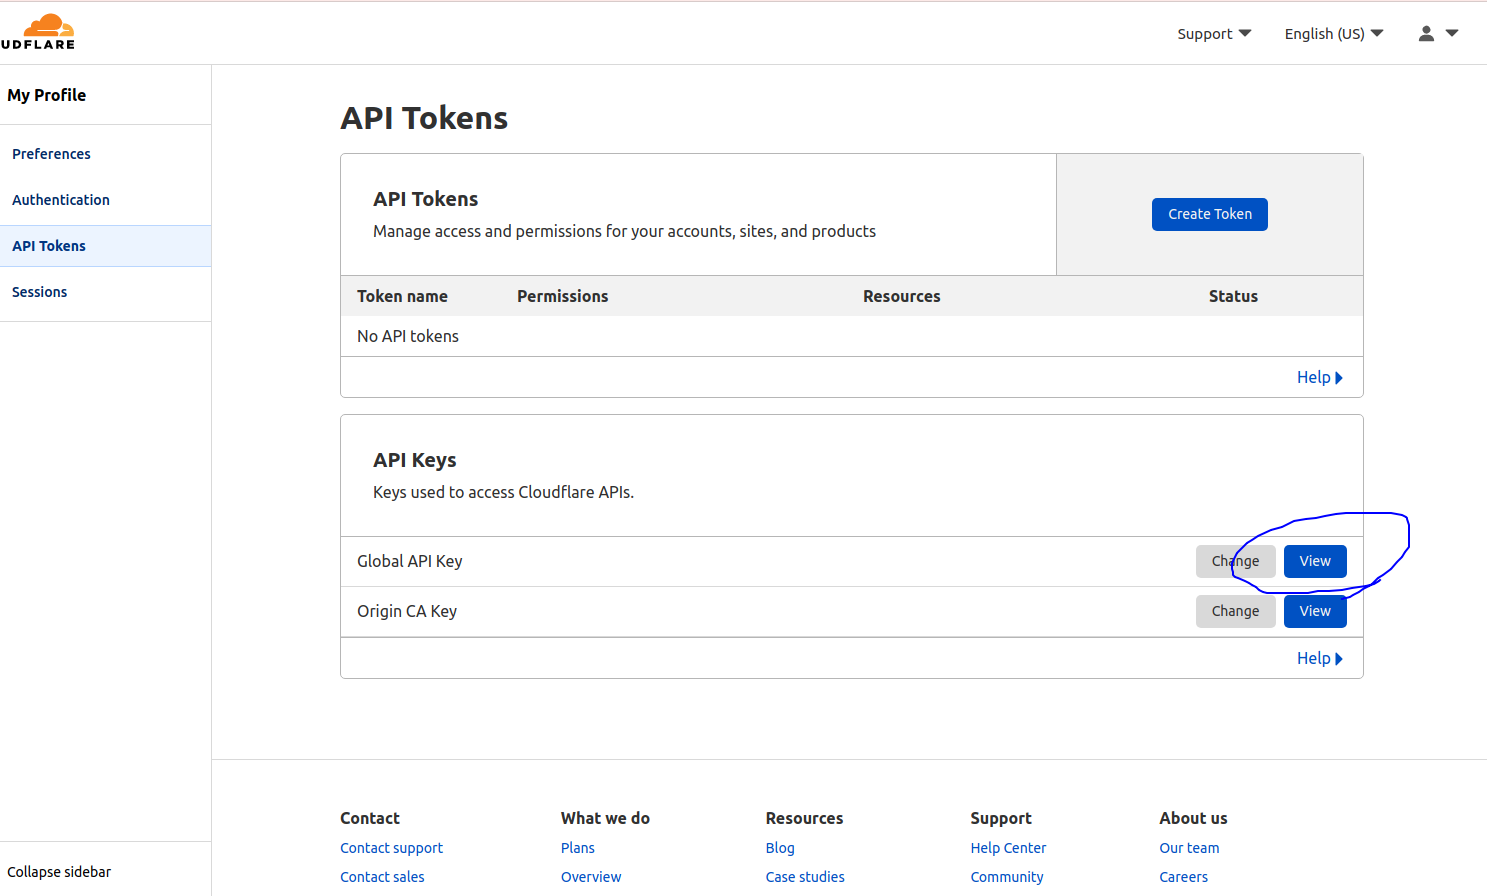 UDFLARE
Support
English (US)
My Profile
Preferences
Authentication
API Tokens
Sessions
Collapse sidebar
API Tokens
API Tokens
Manage access and permissions for your accounts, sites, and products
Create Token
Token name Permissions Resources Status
No API tokens
Help
API Keys
Keys used to access Cloudflare APIs.
Global API Key Change View
Origin CA Key Change View
Help
Contact What we do Resources Support About us
Contact support Plans Blog Help Center Our team
Contact sales Overview Case studies Community Careers